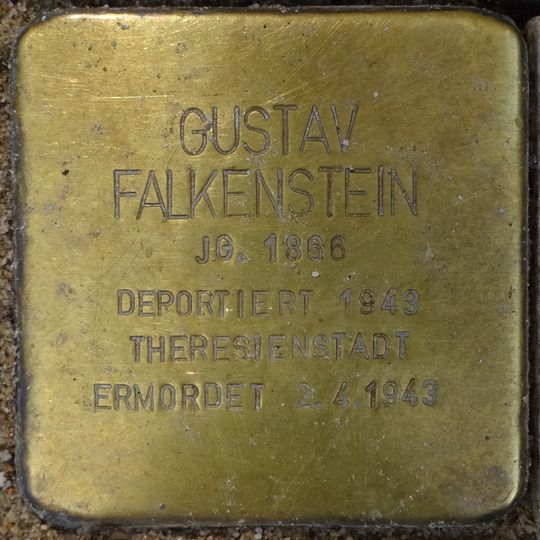 GUSTAV
FALKENSTEIN
JG. 1866
DEPORTIERT 1943
THERESIENSTADT
ERMORDET 2.4.1943